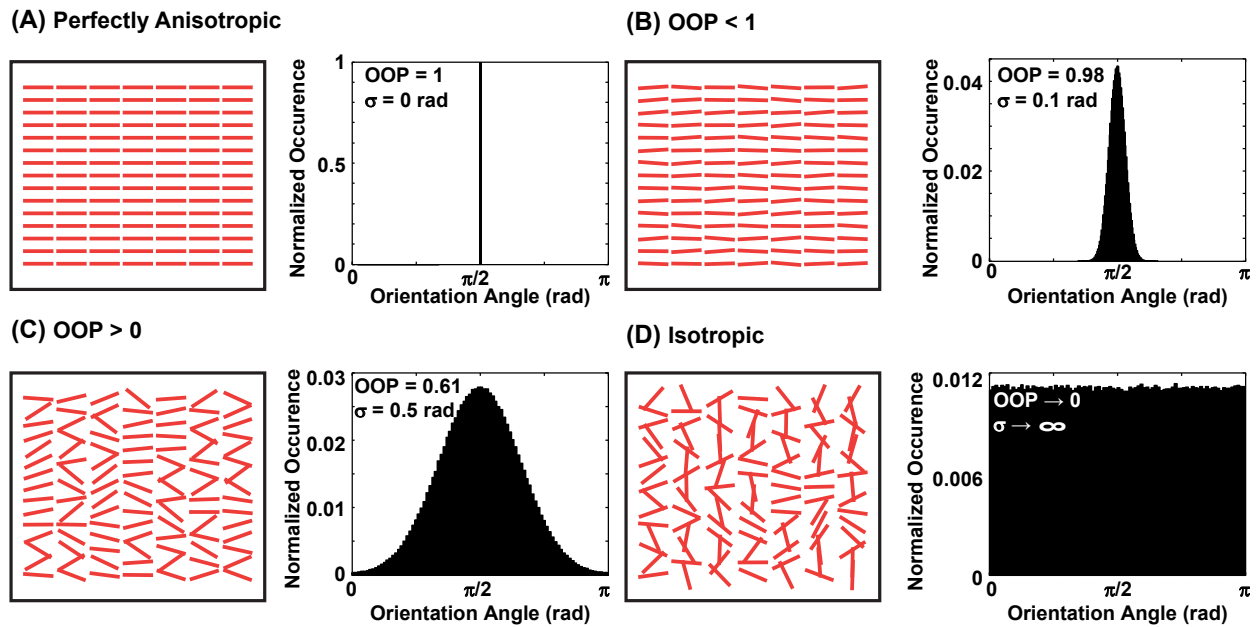 (A) Perfectly Anisotropic
Normalized Occurence
1
0.5
0
OOP = 1
σ = 0 rad
0
π/2
π
Orientation Angle (rad)
(B) OOP < 1
Normalized Occurence
0.04
0.02
0
OOP = 0.98
σ = 0.1 rad
0
π/2
π
Orientation Angle (rad)
(C) OOP > 0
Normalized Occurence
0.03
0.02
0.01
0
OOP = 0.61
σ = 0.5 rad
0
π/2
π
Orientation Angle (rad)
(D) Isotropic
Normalized Occurence
0.012
0.006
0
OOP → 0
σ → ∞
0
π/2
π
Orientation Angle (rad)